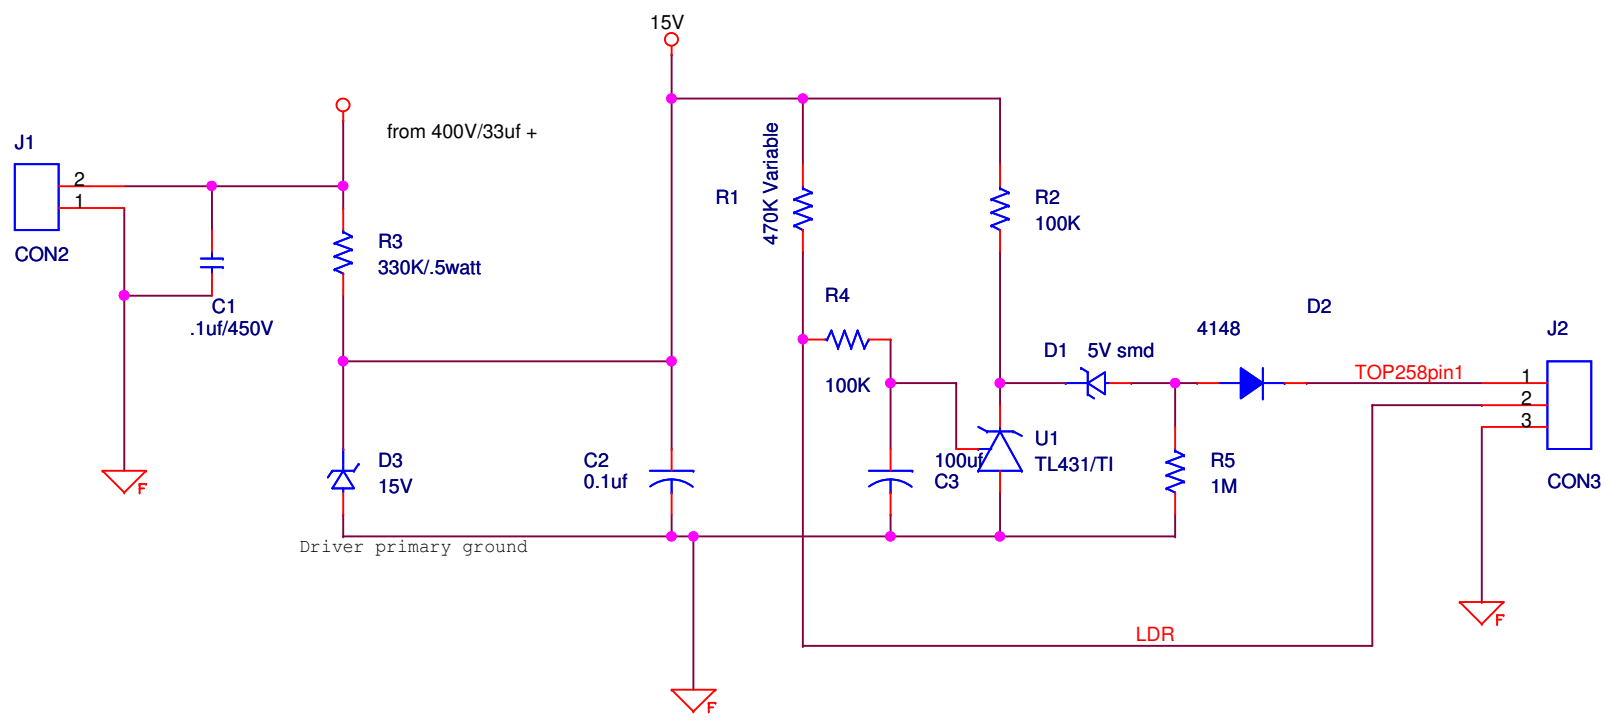 15V
from 400V/33uf +
J1
2
1
CON2
R3
330K/.5watt
C1
.1uf/450V
R1
470K Variable
R2
100K
R4
100K
D2
4148
D1
5V smd
J2
TOP258pin1
1
2
3
CON3
U1
TL431/TI
D3
15V
C2
0.1uf
100uf
C3
R5
1M
Driver primary ground
F
F
LDR
F